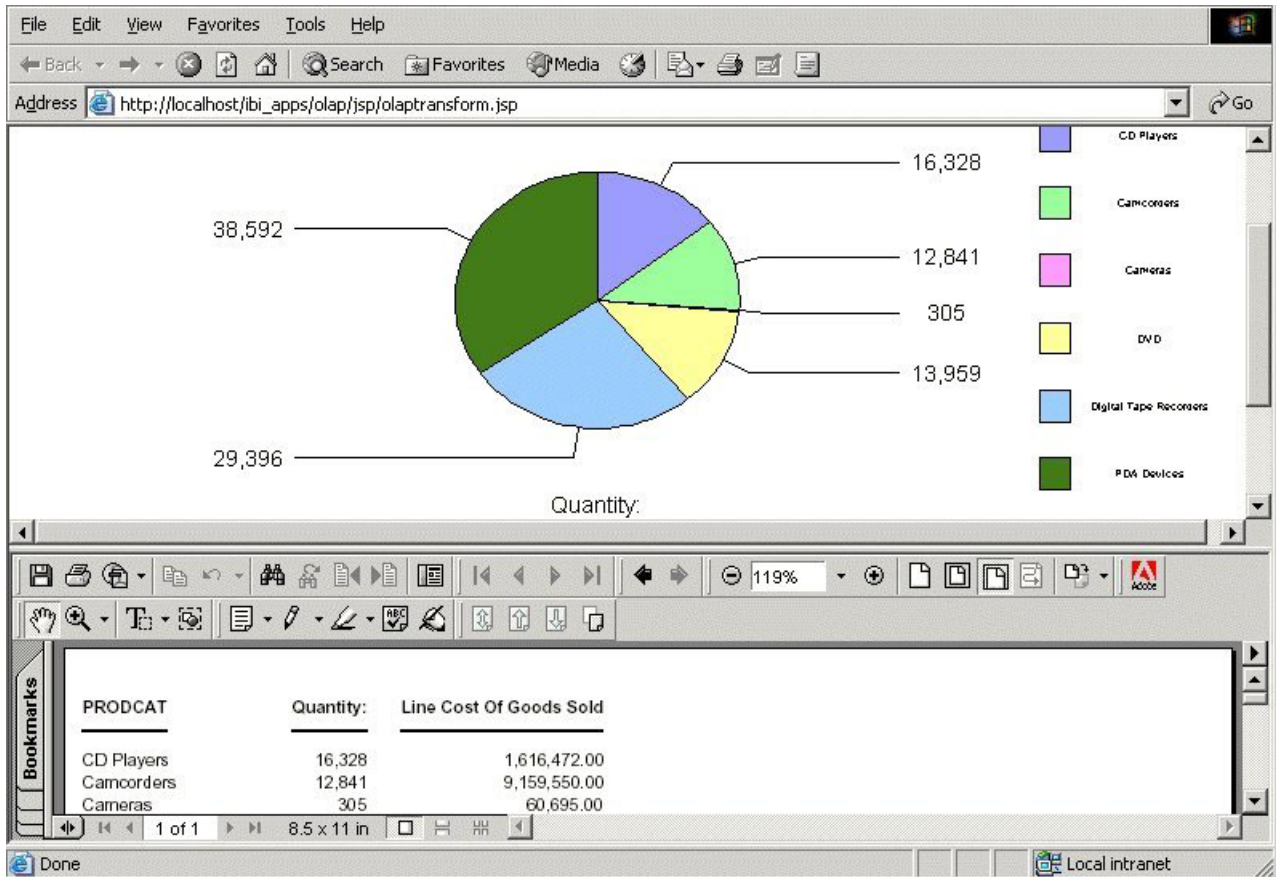 File Edit View Favorites Tools Help
Back Search Favorites Media
Address http://localhost/ibi_apps/olap/jsp/olaptransform.jsp Go
CD Players
16,328
Camcorders
38,592
12,841
Cameras
305
DVD
13,959
Digital Tape Recorders
29,396
PDA Devices
Quantity:
119%
Adobe
ABC
Bookmarks
PRODCAT Quantity: Line Cost Of Goods Sold
CD Players 16,328 1,616,472.00
Camcorders 12,841 9,159,550.00
Cameras 305 60,695.00
1 of 1 8.5 x 11 in
Done Local intranet